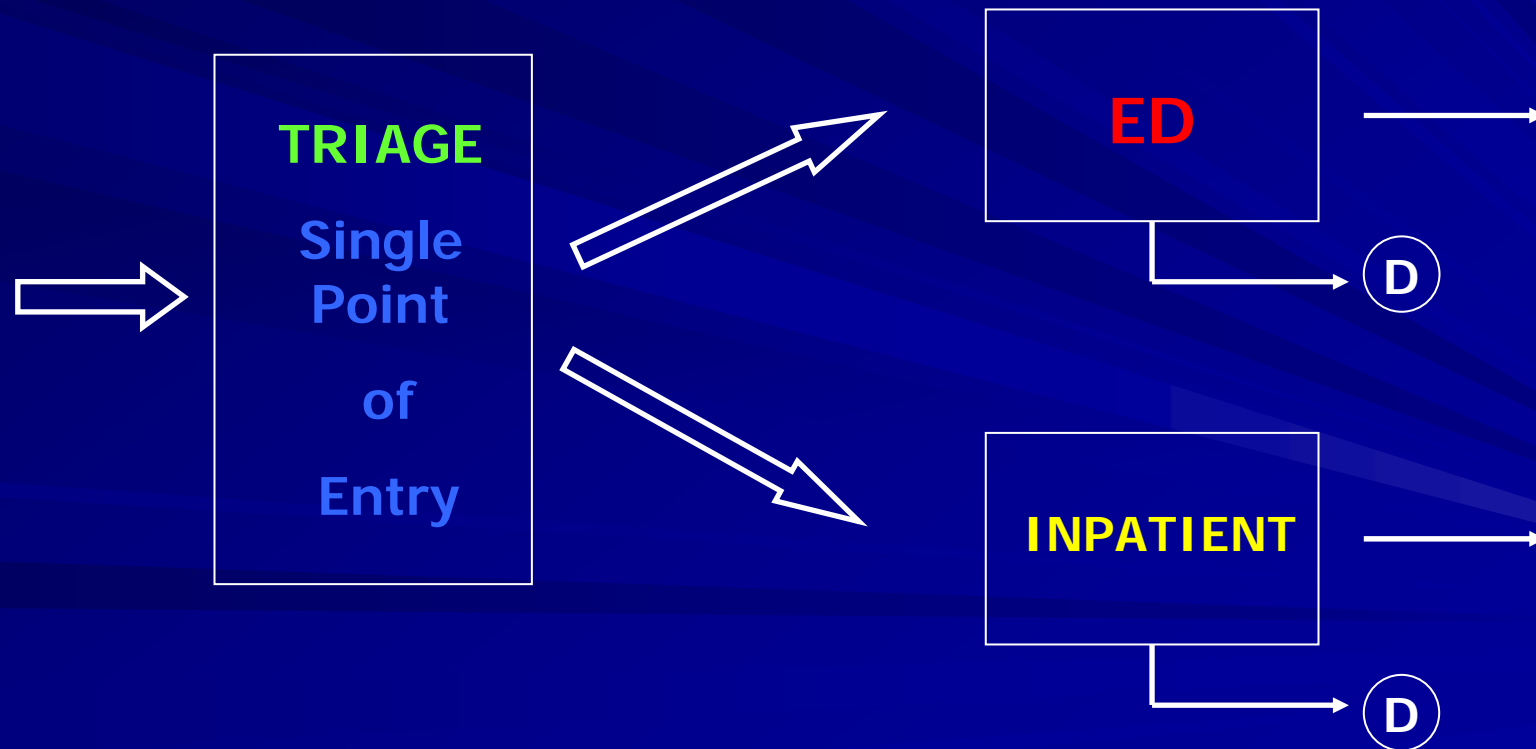 TRIAGE
Single
Point
of
Entry
ED
D
INPATIENT
D